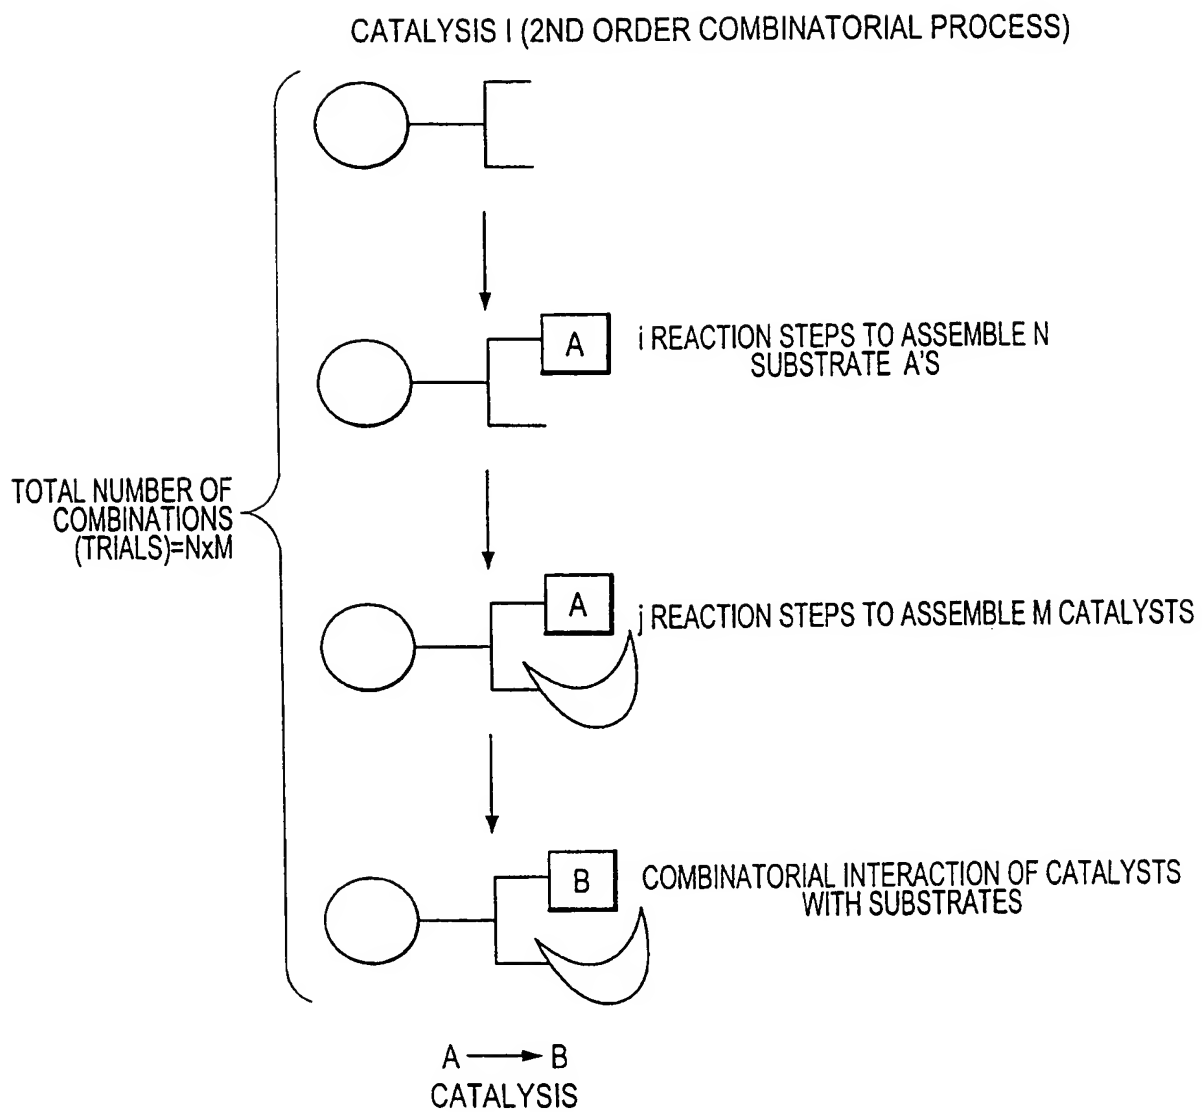 CATALYSIS I (2ND ORDER COMBINATORIAL PROCESS)
A
i REACTION STEPS TO ASSEMBLE N
SUBSTRATE A'S
TOTAL NUMBER OF
COMBINATIONS
(TRIALS)=NxM
A
j REACTION STEPS TO ASSEMBLE M CATALYSTS
B
COMBINATORIAL INTERACTION OF CATALYSTS
WITH SUBSTRATES
A → B
CATALYSIS